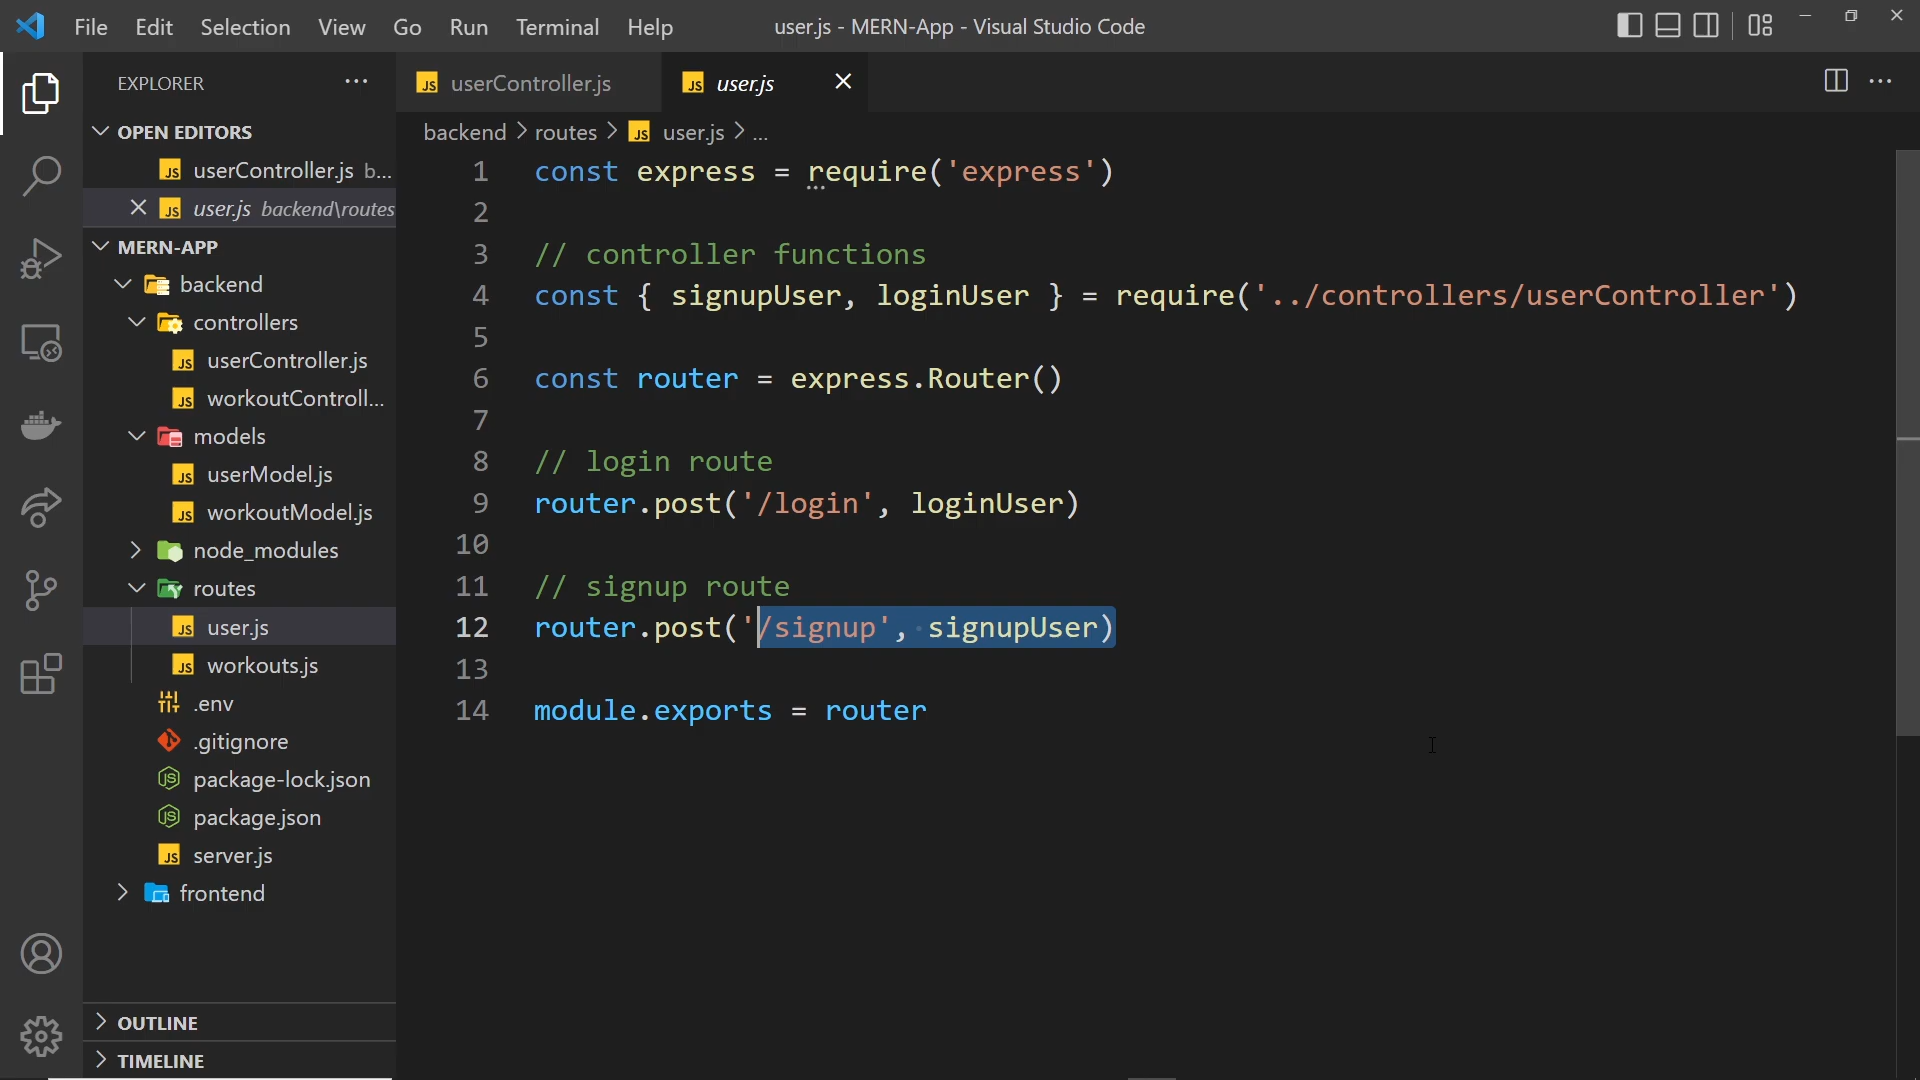 File Edit Selection View Go Run Terminal Help user.js - MERN-App - Visual Studio Code
EXPLORER
OPEN EDITORS
userController.js b...
user.js backend\routes
MERN-APP
backend
controllers
userController.js
workoutControll...
models
userModel.js
workoutModel.js
node_modules
routes
user.js
workouts.js
.env
.gitignore
package-lock.json
package.json
server.js
frontend
OUTLINE
TIMELINE
userController.js user.js
backend > routes > user.js > ...
1 const express = require('express')
2
3 // controller functions
4 const { signupUser, loginUser } = require('../controllers/userController')
5
6 const router = express.Router()
7
8 // login route
9 router.post('/login', loginUser)
10
11 // signup route
12 router.post('/signup', signupUser)
13
14 module.exports = router